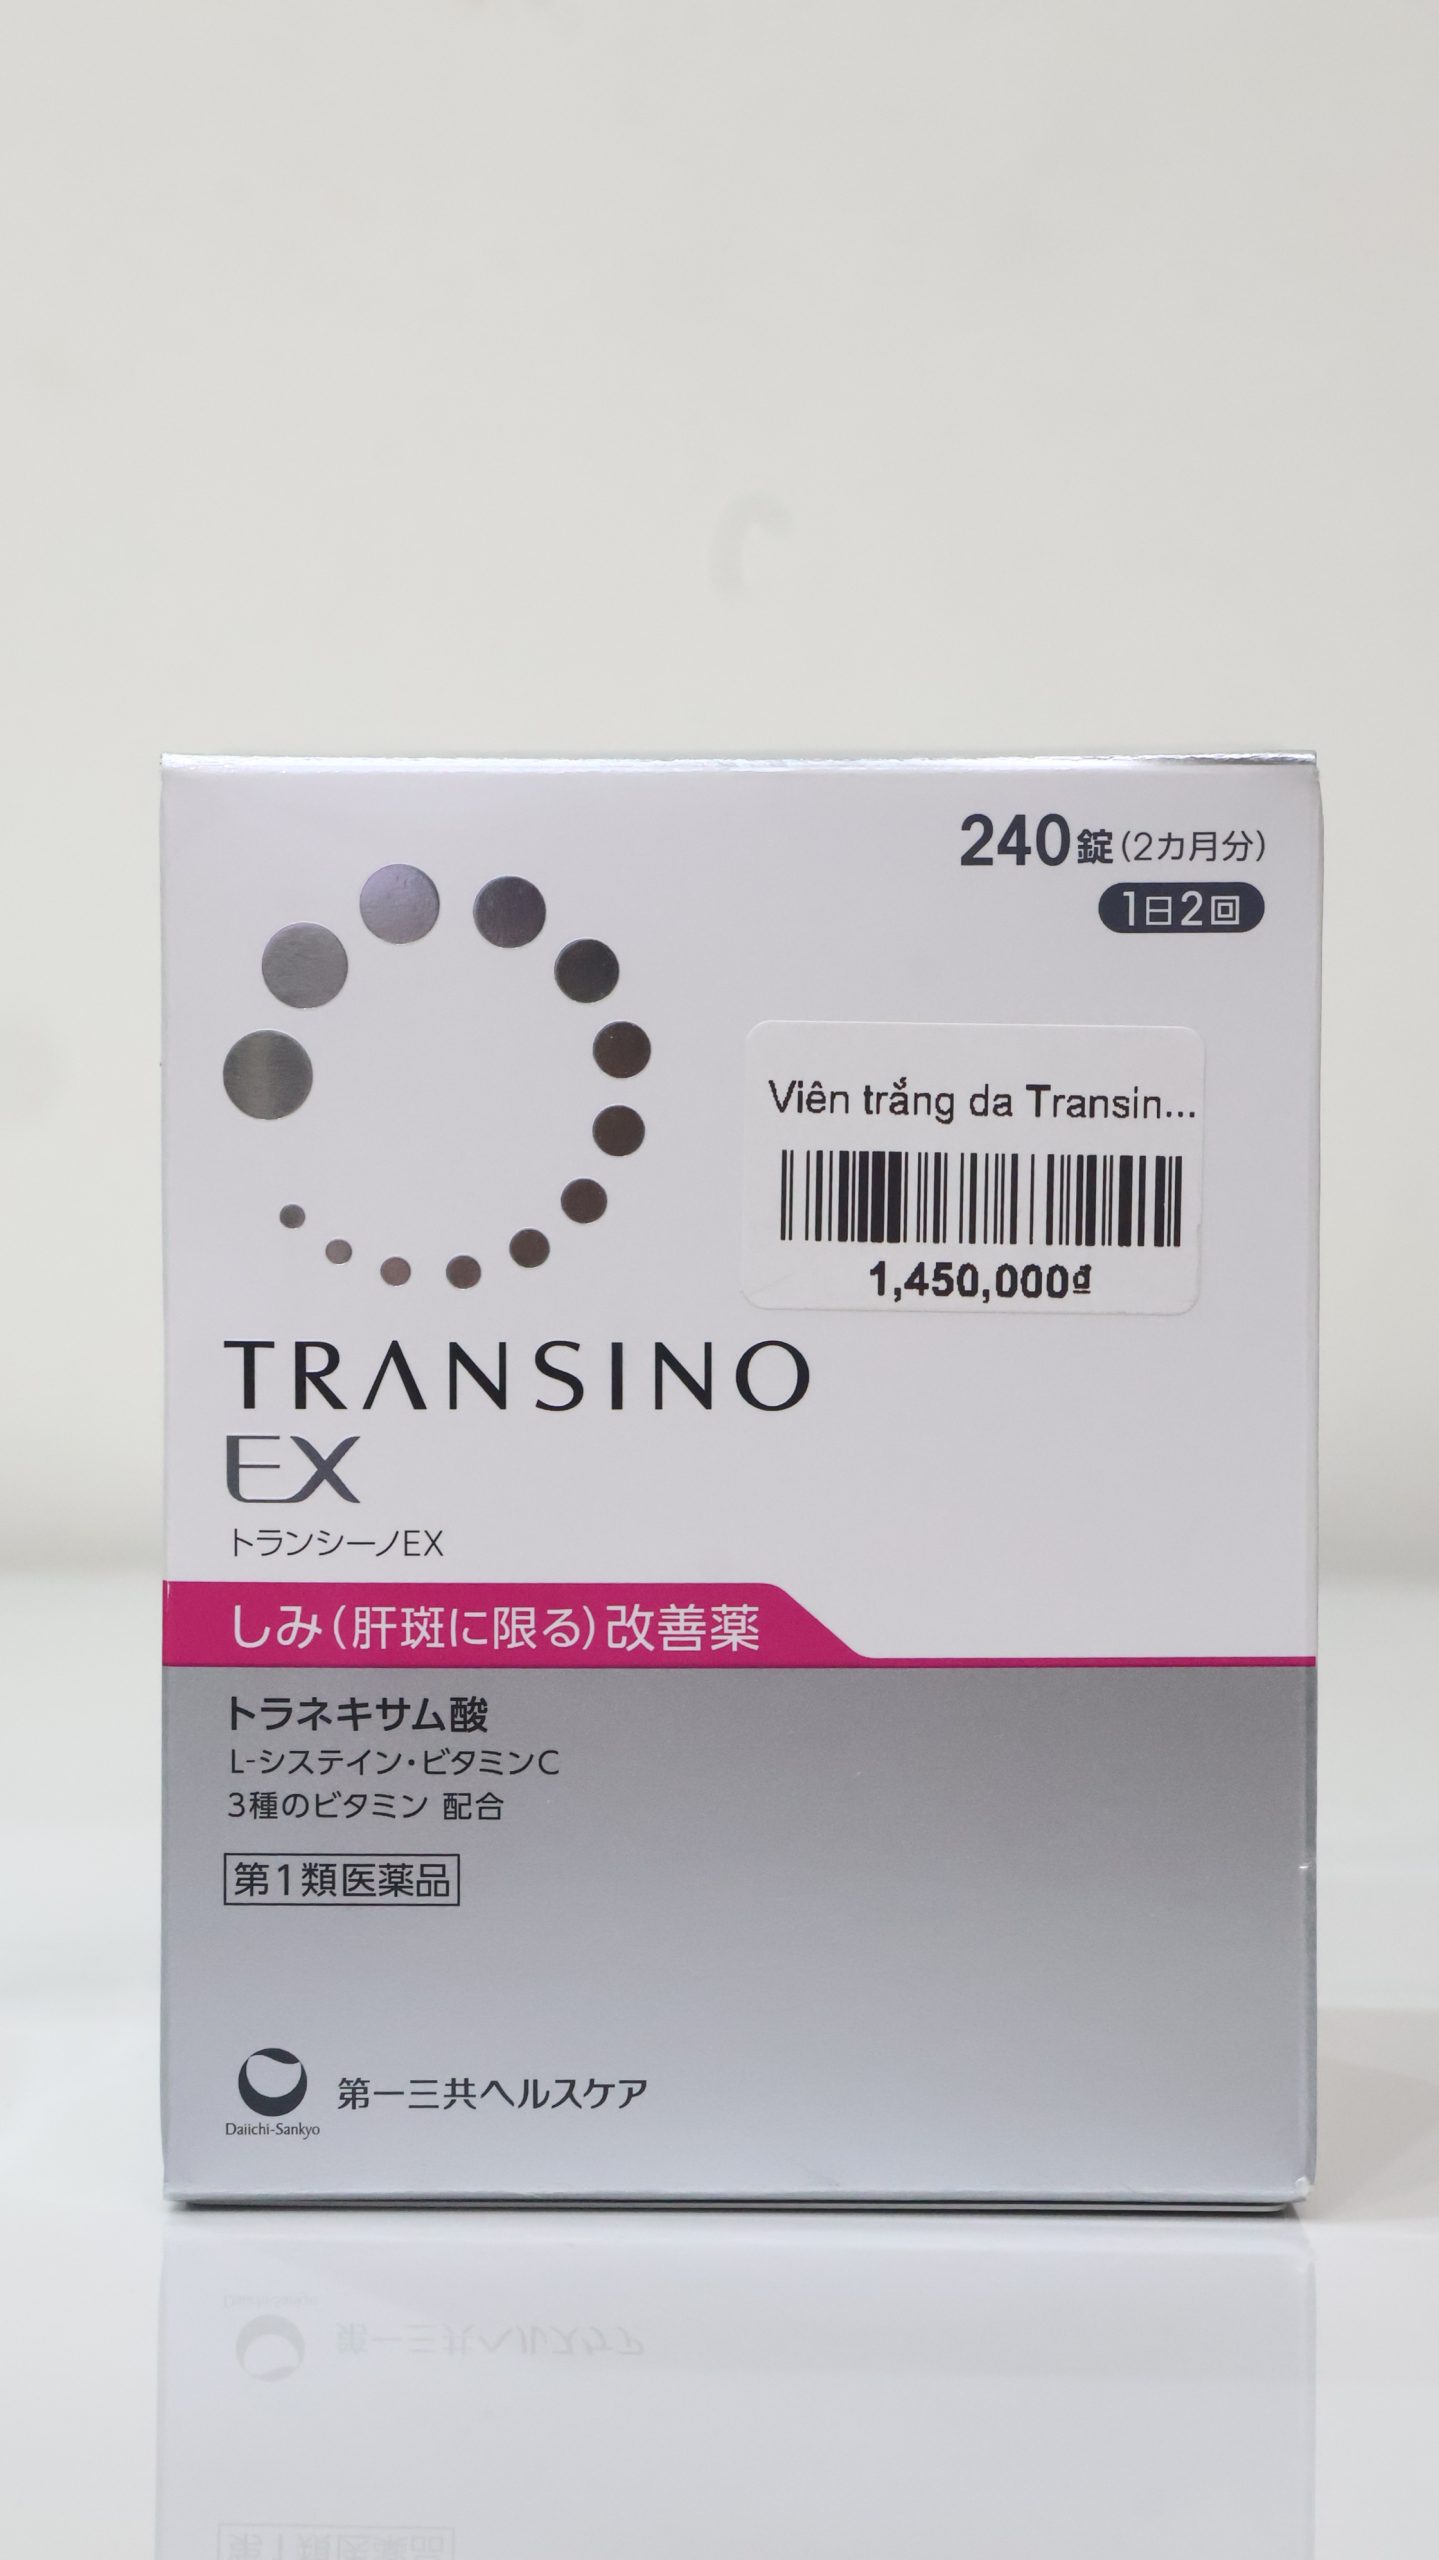 240錠(2カ月分)
1日2回
Viên trắng da Transin...
1,450,000₫
TRANSINO
EX
トランシーノEX
しみ(肝斑に限る)改善薬
トラネキサム酸
L-システイン・ビタミンC
3種のビタミン 配合
第1類医薬品
第一三共ヘルスケア
Daiichi-Sankyo